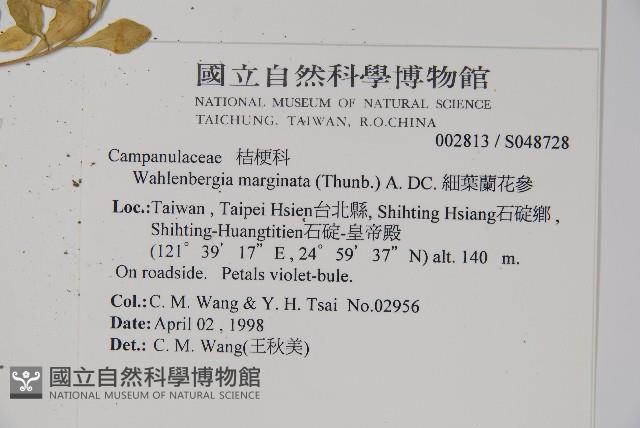 國立自然科學博物館
NATIONAL MUSEUM OF NATURAL SCIENCE
TAICHUNG, TAIWAN, R.O.CHINA
002813 / S048728
Campanulaceae 桔梗科
Wahlenbergia marginata (Thunb.) A. DC. 細葉蘭花參
Loc.:Taiwan , Taipei Hsien台北縣, Shihting Hsiang石碇鄉 ,
Shihting-Huangtitien石碇-皇帝殿
(121° 39’ 17” E , 24° 59’ 37” N) alt. 140 m.
On roadside. Petals violet-bule.
Col.: C. M. Wang & Y. H. Tsai No.02956
Date: April 02 , 1998
Det.: C. M. Wang(王秋美)
國立自然科學博物館
NATIONAL MUSEUM OF NATURAL SCIENCE